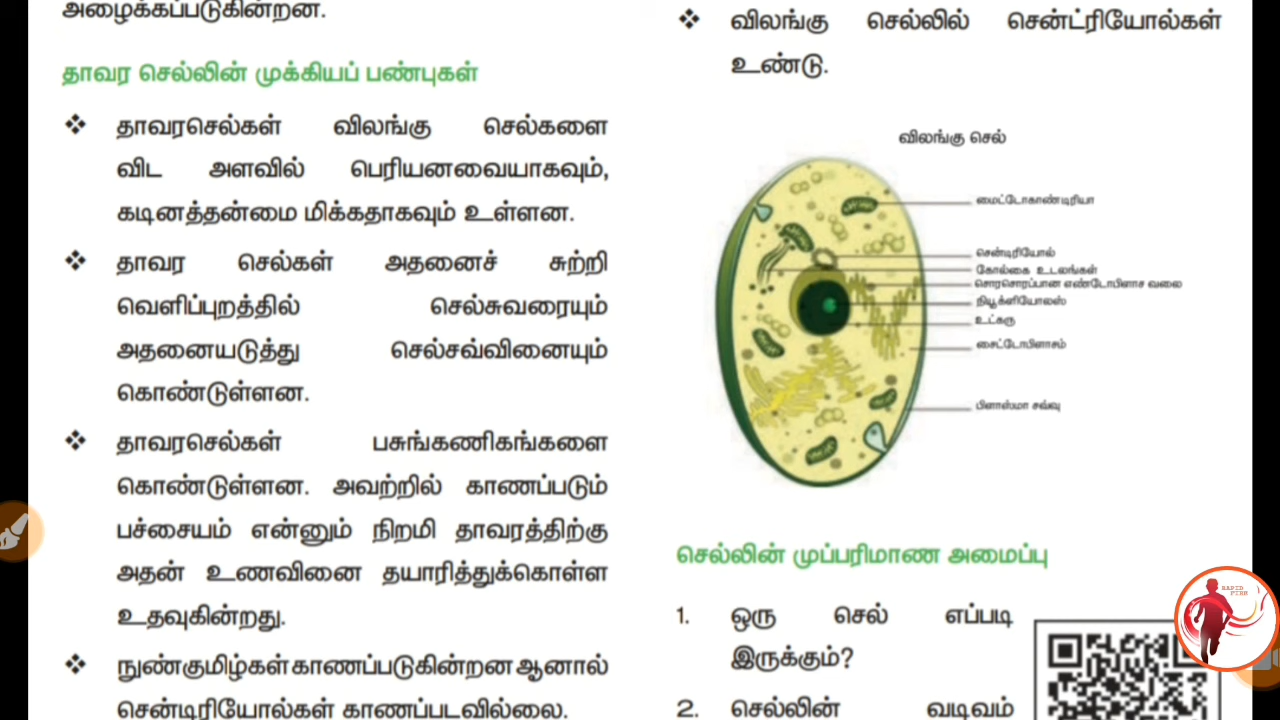 அழைக்கப்படுகின்றன.
தாவர செல்லின் முக்கியப் பண்புகள்
❖ தாவரசெல்கள் விலங்கு செல்களை
விட அளவில் பெரியனவையாகவும்,
கடினத்தன்மை மிக்கதாகவும் உள்ளன.
❖ தாவர செல்கள் அதனைச் சுற்றி
வெளிப்புறத்தில் செல்சுவரையும்
அதனையடுத்து செல்சவ்வினையும்
கொண்டுள்ளன.
❖ தாவரசெல்கள் பசுங்கணிகங்களை
கொண்டுள்ளன. அவற்றில் காணப்படும்
பச்சையம் என்னும் நிறமி தாவரத்திற்கு
அதன் உணவினை தயாரித்துக்கொள்ள
உதவுகின்றது.
❖ நுண்குமிழ்கள் காணப்படுகின்றன ஆனால்
சென்டிரியோல்கள் காணப்படவில்லை.
❖ விலங்கு செல்லில் சென்ட்ரியோல்கள்
உண்டு.
விலங்கு செல்
மைட்டோகாண்டிரியா
சென்டிரியோல்
கோல்கை உடலங்கள்
சொரசொரப்பான எண்டோபிளாச வலை
நியூக்ளியோலஸ்
உட்கரு
சைட்டோபிளாசம்
பிளாஸ்மா சவ்வு
செல்லின் முப்பரிமாண அமைப்பு
1. ஒரு செல் எப்படி
இருக்கும்?
2. செல்லின் வடிவம்
RAPID
FIRE